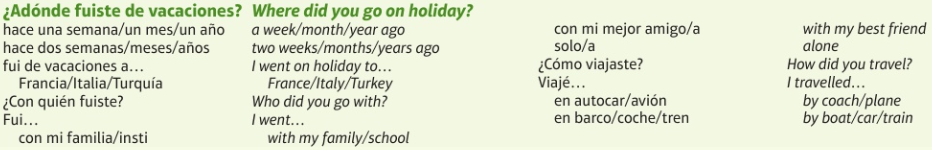 ¿Adónde fuiste de vacaciones? Where did you go on holiday?
hace una semana/un mes/un año a week/month/year ago
hace dos semanas/meses/años two weeks/months/years ago
fui de vacaciones a… I went on holiday to…
Francia/Italia/Turquía France/Italy/Turkey
¿Con quién fuiste? Who did you go with?
Fui… I went…
con mi familia/insti with my family/school
con mi mejor amigo/a with my best friend
solo/a alone
¿Cómo viajaste? How did you travel?
Viajé… I travelled…
en autocar/avión by coach/plane
en barco/coche/tren by boat/car/train